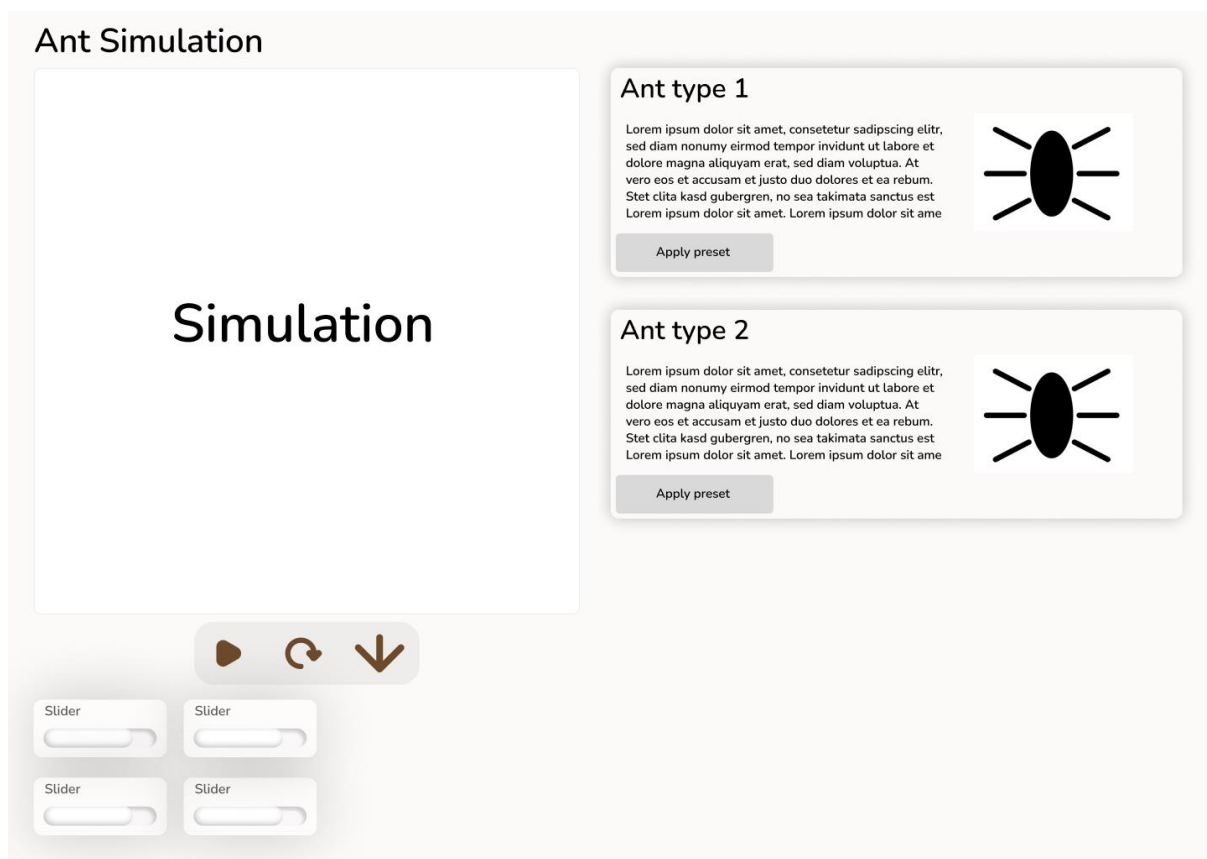 Ant Simulation
Simulation
Slider
Slider
Slider
Slider
Ant type 1
Lorem ipsum dolor sit amet, consetetur sadipscing elitr,
sed diam nonumy eirmod tempor invidunt ut labore et
dolore magna aliquyam erat, sed diam voluptua. At
vero eos et accusam et justo duo dolores et ea rebum.
Stet clita kasd gubergren, no sea takimata sanctus est
Lorem ipsum dolor sit amet. Lorem ipsum dolor sit ame
Apply preset
Ant type 2
Lorem ipsum dolor sit amet, consetetur sadipscing elitr,
sed diam nonumy eirmod tempor invidunt ut labore et
dolore magna aliquyam erat, sed diam voluptua. At
vero eos et accusam et justo duo dolores et ea rebum.
Stet clita kasd gubergren, no sea takimata sanctus est
Lorem ipsum dolor sit amet. Lorem ipsum dolor sit ame
Apply preset